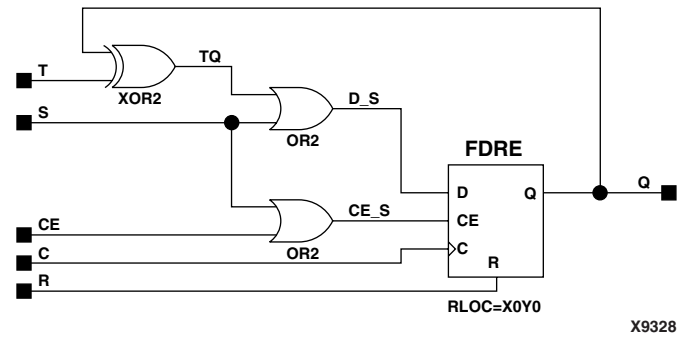 T
TQ
XOR2
S
D_S
OR2
FDRE
D
Q
Q
CE_S
CE
CE
OR2
C
C
R
R
RLOC=X0Y0
X9328